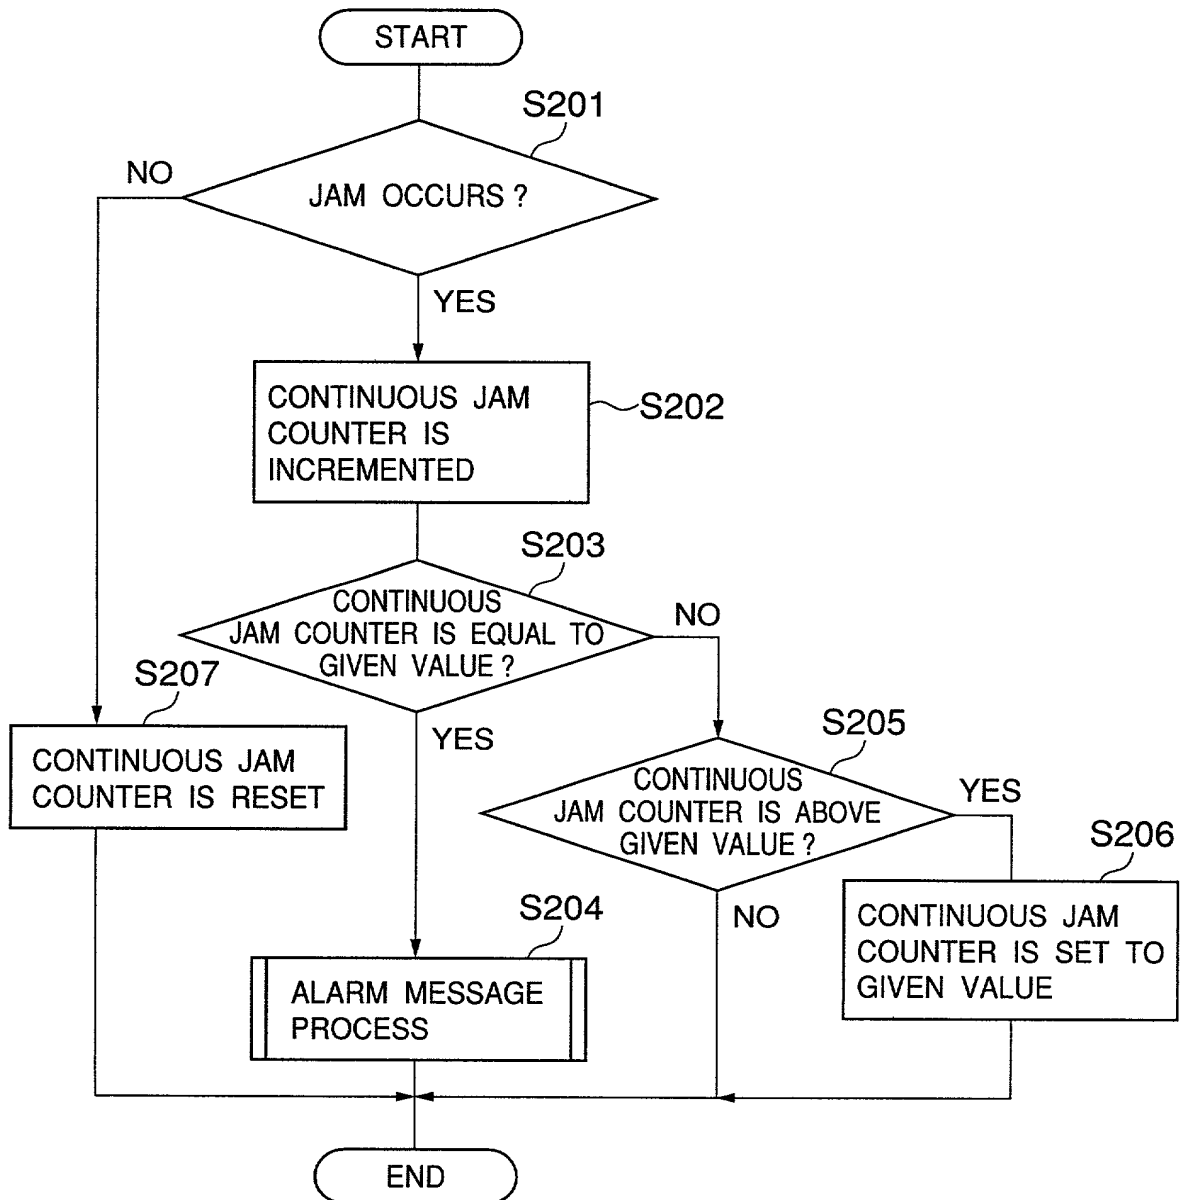 START
S201
NO
JAM OCCURS ?
YES
CONTINUOUS JAM
COUNTER IS
INCREMENTED
S202
S203
CONTINUOUS
JAM COUNTER IS EQUAL TO
GIVEN VALUE ?
NO
S207
YES
S205
CONTINUOUS JAM
COUNTER IS RESET
CONTINUOUS
JAM COUNTER IS ABOVE
GIVEN VALUE ?
YES
S206
S204
NO
CONTINUOUS JAM
COUNTER IS SET TO
GIVEN VALUE
ALARM MESSAGE
PROCESS
END